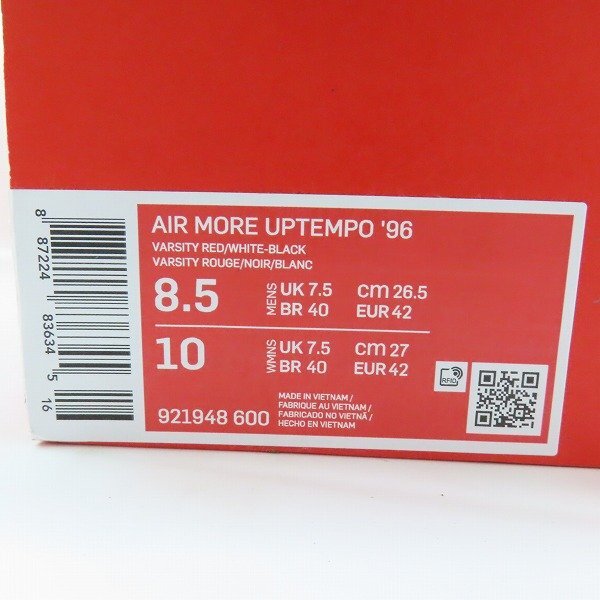 AIR MORE UPTEMPO '96
VARSITY RED/WHITE-BLACK
VARSITY ROUGE/NOIR/BLANC
8.5 MENS UK 7.5 cm 26.5
BR 40 EUR 42
10 WMNS UK 7.5 cm 27
BR 40 EUR 42
921948 600
MADE IN VIETNAM /
FABRIQUE AU VIETNAM /
FABRICADO NO VIETNÃ /
HECHO EN VIETNAM
RFID
8 87224 83634 5 16